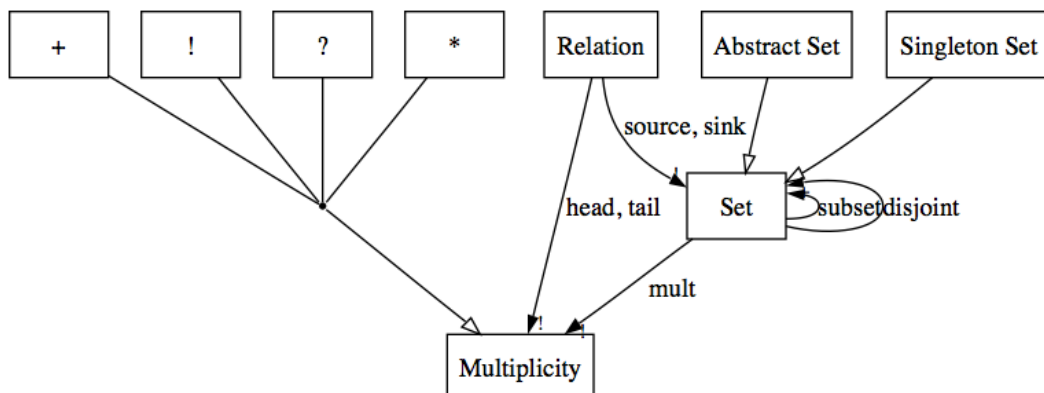 +
!
?
*
Relation
Abstract Set
Singleton Set
source, sink
head, tail
Set
subset
disjoint
mult
!
!
Multiplicity